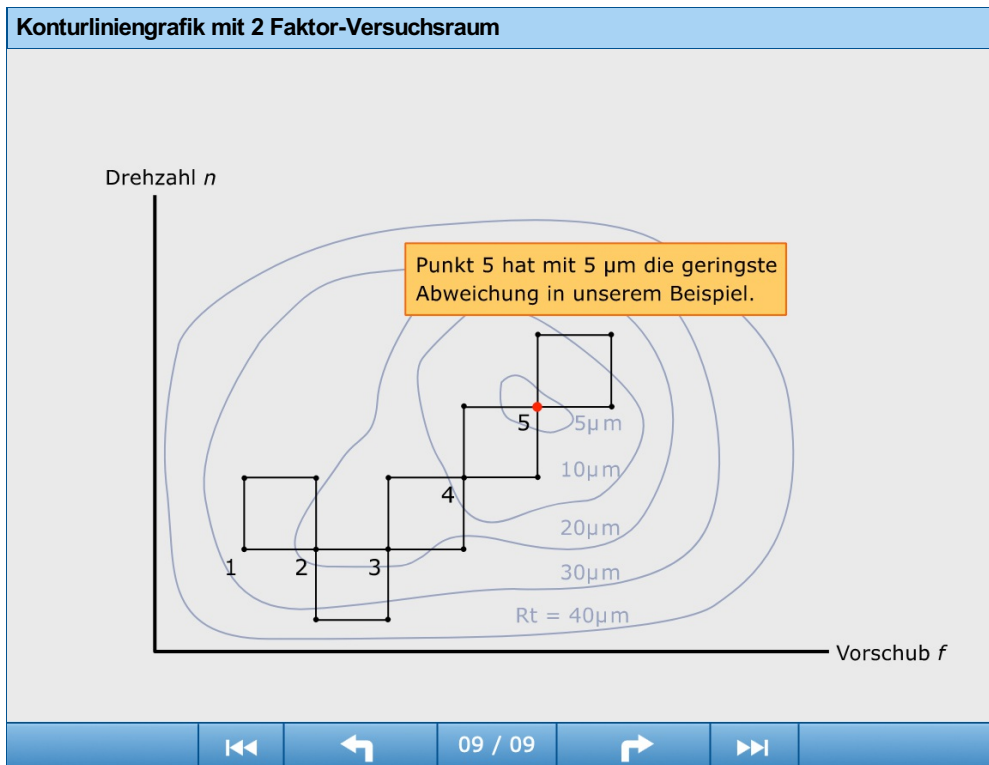 Konturliniengrafik mit 2 Faktor-Versuchsraum
Drehzahl n
Punkt 5 hat mit 5 µm die geringste
Abweichung in unserem Beispiel.
5
5µm
10µm
4
20µm
1
2
3
30µm
Rt = 40µm
Vorschub f
09 / 09